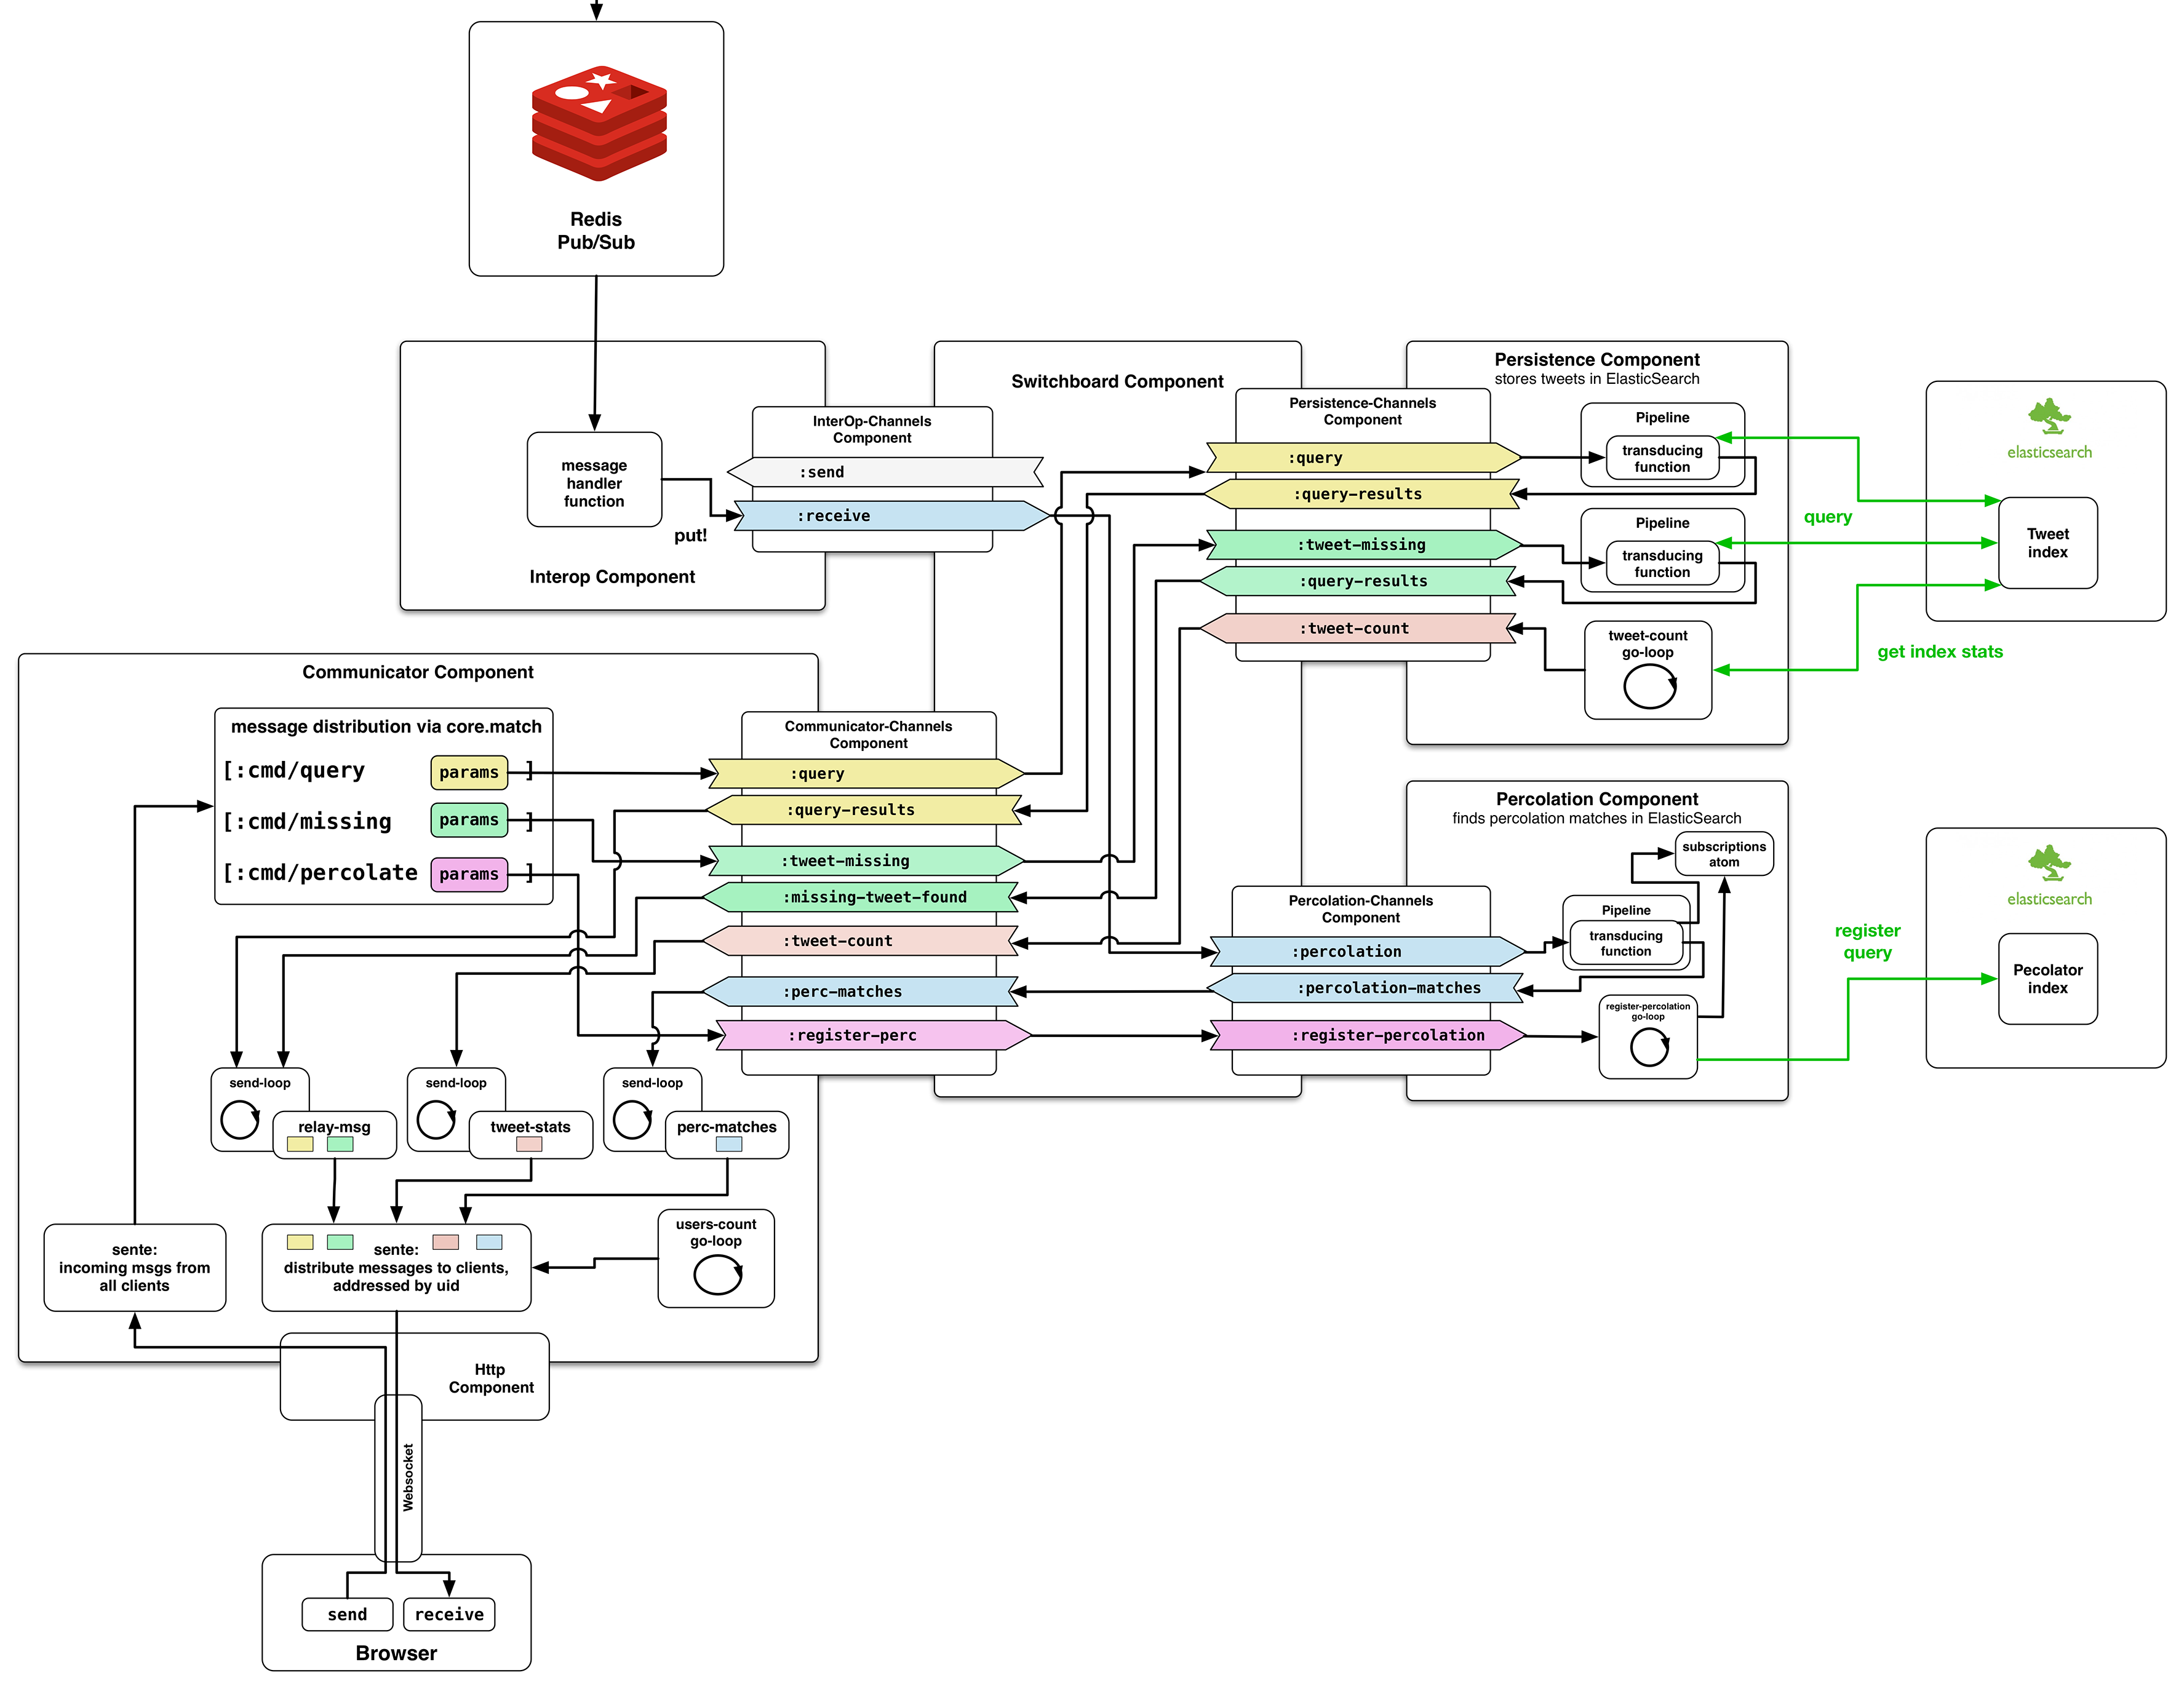 Redis
Pub/Sub
Switchboard Component
Persistence Component
stores tweets in ElasticSearch
InterOp-Channels
Component
Persistence-Channels
Component
Pipeline
transducing
function
elasticsearch
message
handler
function
:send
:receive
put!
Interop Component
:query
:query-results
:tweet-missing
:query-results
:tweet-count
Pipeline
transducing
function
query
Tweet
index
tweet-count
go-loop
get index stats
Communicator Component
message distribution via core.match
[:cmd/query params ]
[:cmd/missing params ]
[:cmd/percolate params ]
Communicator-Channels
Component
:query
:query-results
:tweet-missing
:missing-tweet-found
:tweet-count
:perc-matches
:register-perc
Percolation Component
finds percolation matches in ElasticSearch
subscriptions
atom
Percolation-Channels
Component
Pipeline
transducing
function
:percolation
:percolation-matches
:register-percolation
register-percolation
go-loop
register
query
elasticsearch
Pecolator
index
send-loop
relay-msg
send-loop
tweet-stats
send-loop
perc-matches
sente:
incoming msgs from
all clients
sente:
distribute messages to clients,
addressed by uid
users-count
go-loop
Http
Component
Websocket
send
receive
Browser